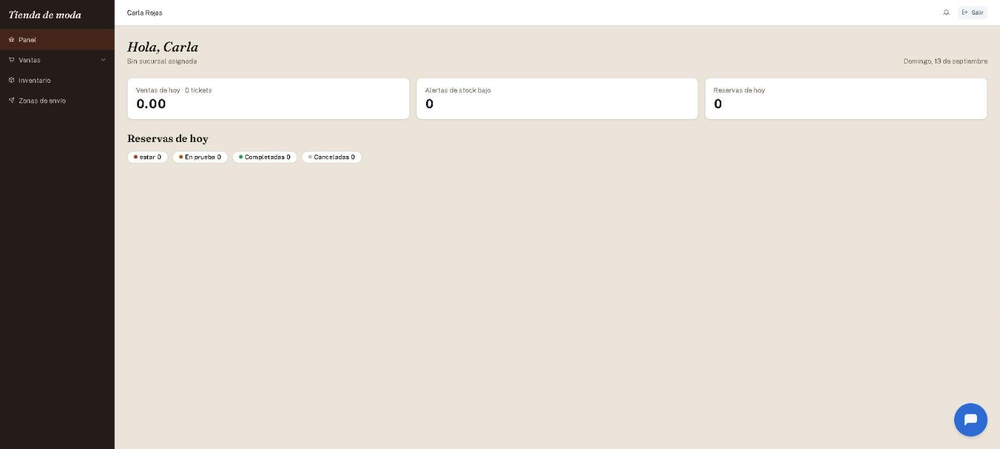 Tienda de moda
Carla Rojas
Salir
Panel
Ventas
Inventario
Zonas de envío
Hola, Carla
Sin sucursal asignada
Domingo, 13 de septiembre
Ventas de hoy · 0 tickets
0.00
Alertas de stock bajo
0
Reservas de hoy
0
Reservas de hoy
estar 0
En prueba 0
Completadas 0
Canceladas 0